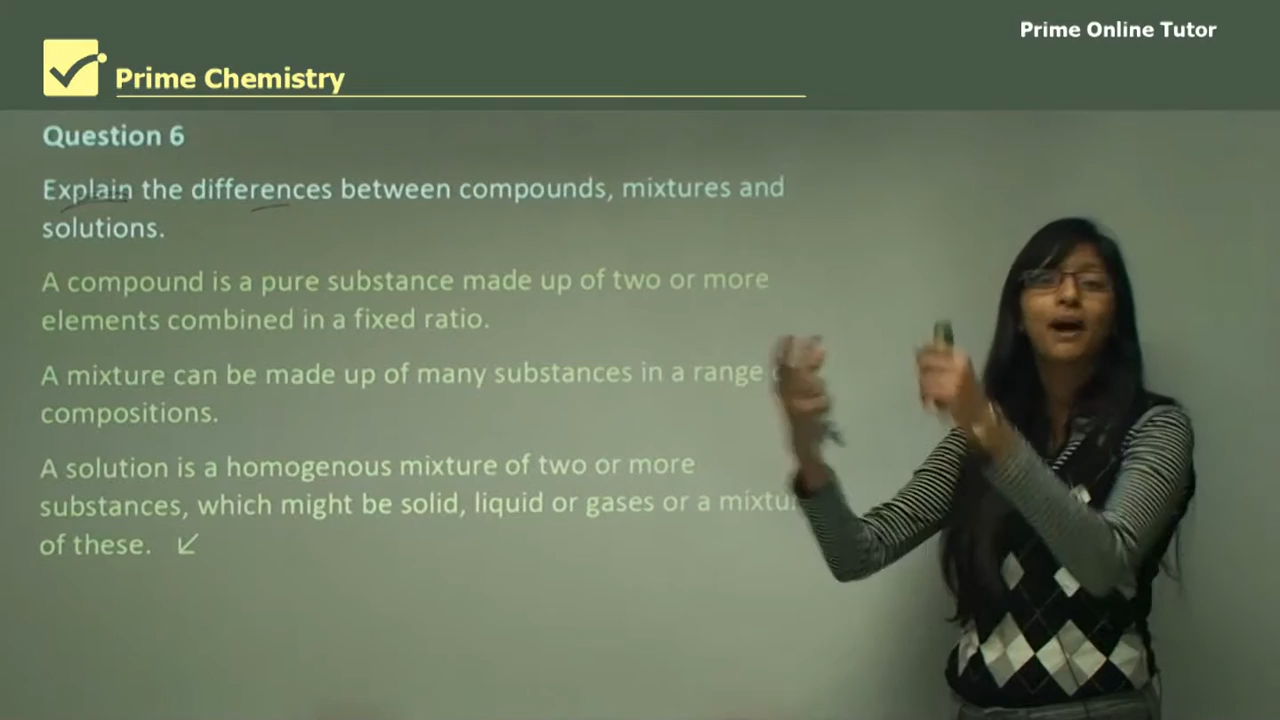 Prime Online Tutor
Prime Chemistry
Question 6
Explain the differences between compounds, mixtures and
solutions.
A compound is a pure substance made up of two or more
elements combined in a fixed ratio.
A mixture can be made up of many substances in a range
compositions.
A solution is a homogenous mixture of two or more
substances, which might be solid, liquid or gases or a
of these.